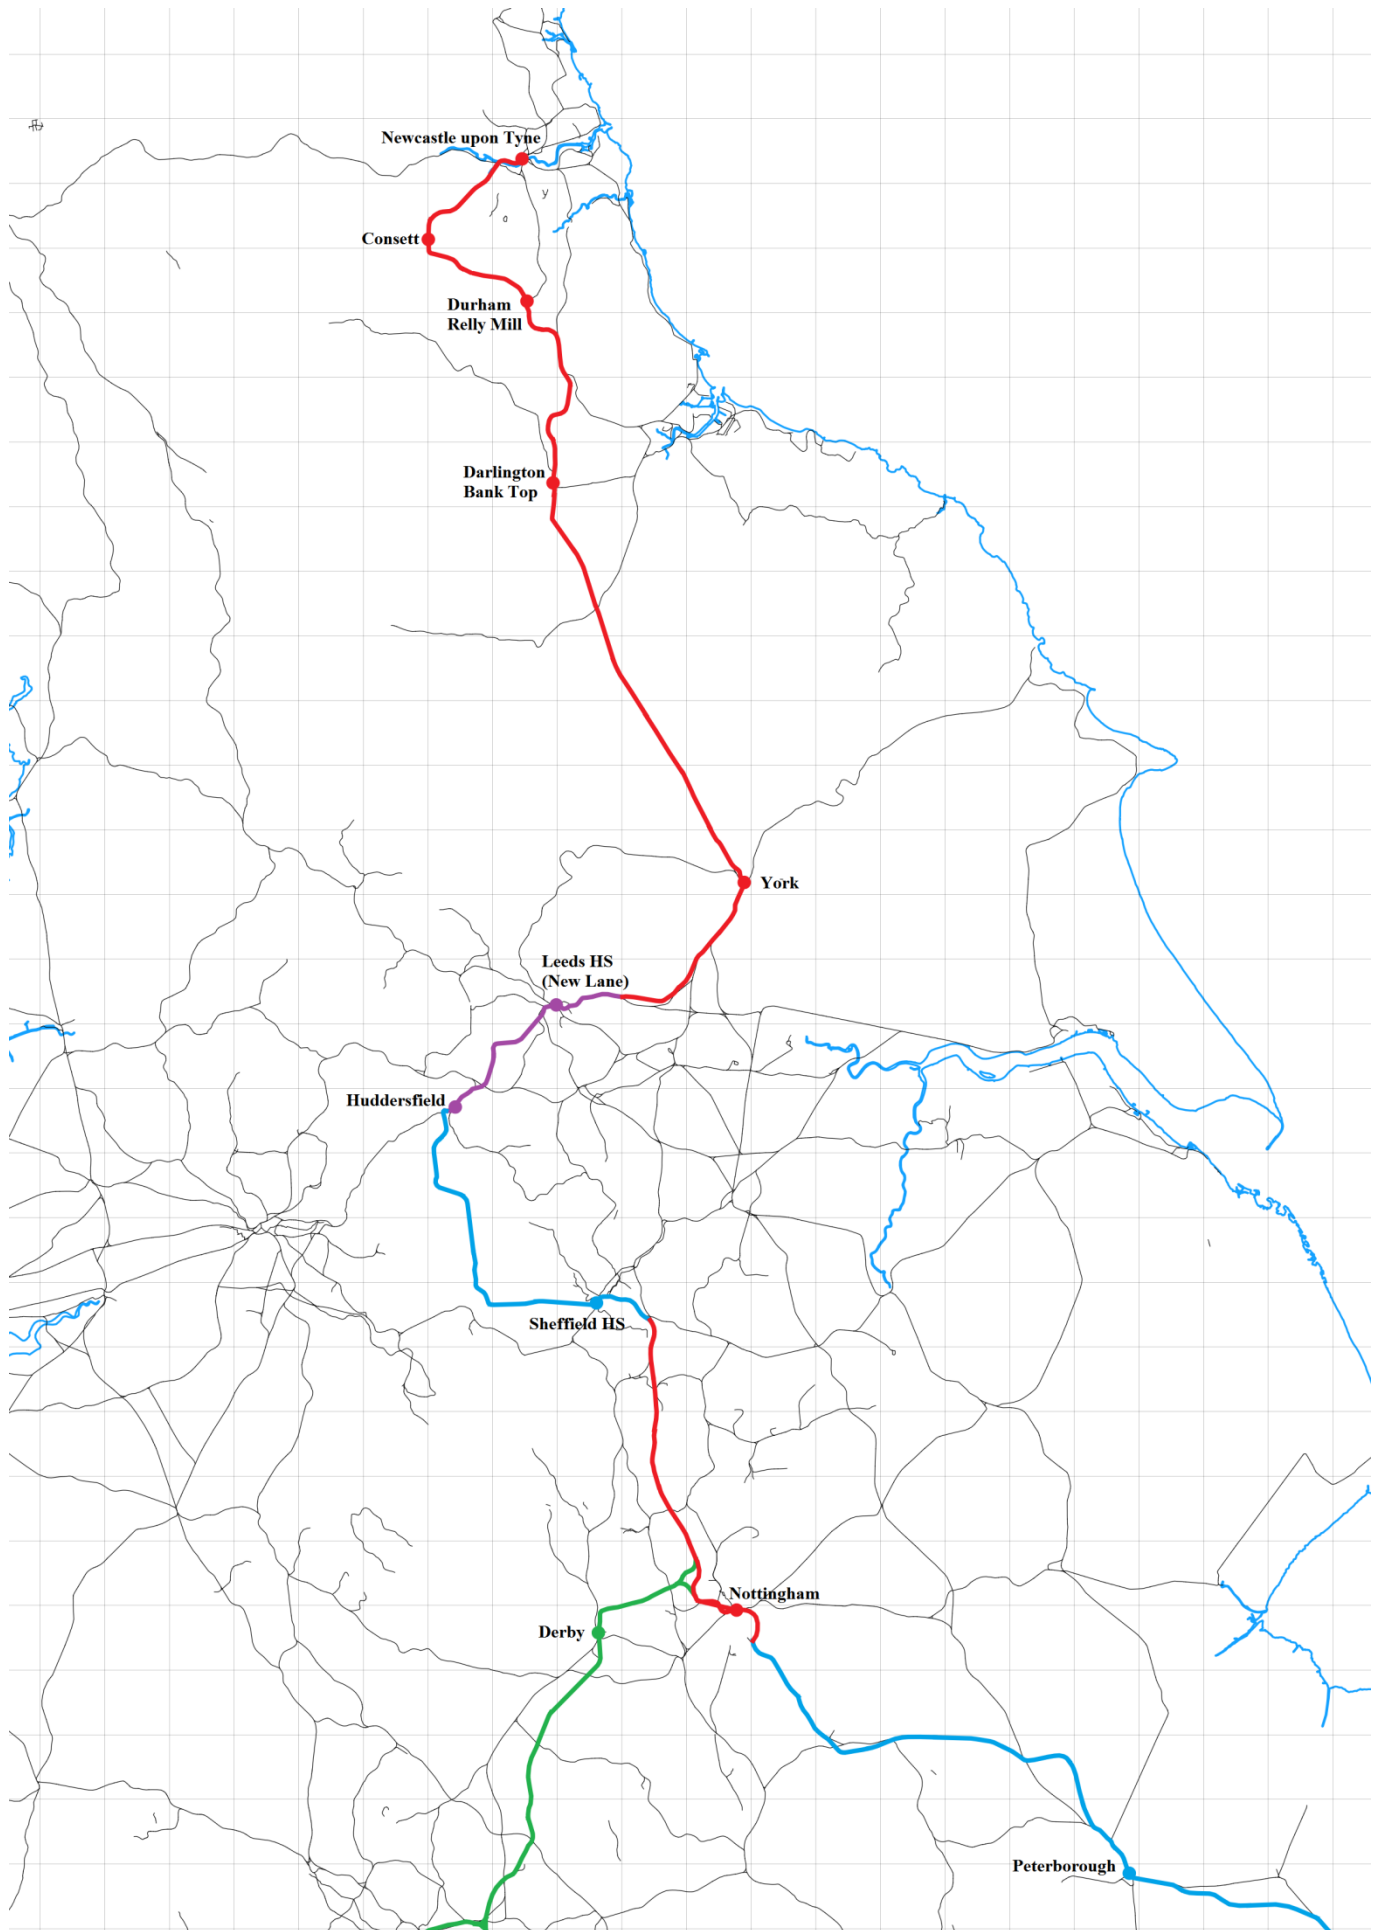 Newcastle upon Tyne
Consett
Durham
Relly Mill
Darlington
Bank Top
York
Leeds HS
(New Lane)
Huddersfield
Sheffield HS
Nottingham
Derby
Peterborough